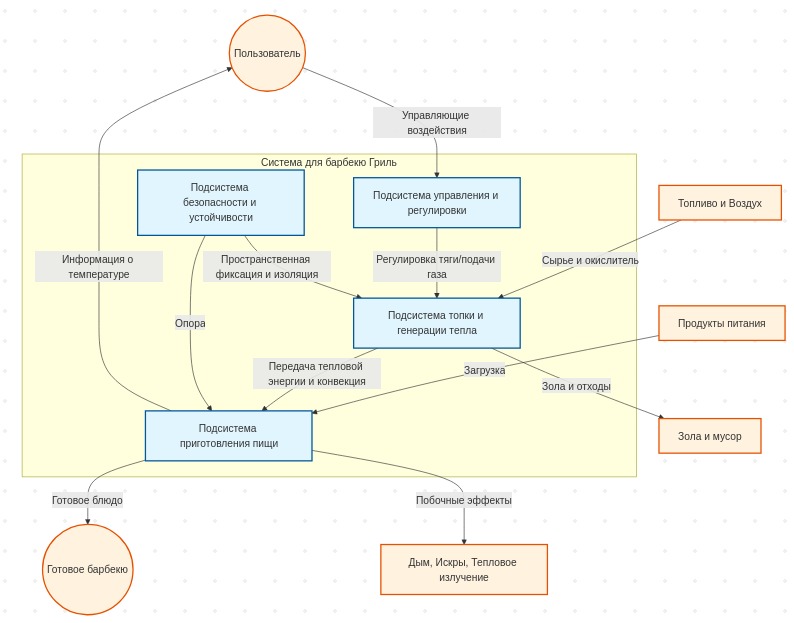 Пользователь
Управляющие
воздействия
Система для барбекю Гриль
Подсистема
безопасности и
устойчивости
Подсистема управления и
регулировки
Топливо и Воздух
Информация о
температуре
Пространственная
фиксация и изоляция
Регулировка тяги/подачи
газа
Сырье и окислитель
Опора
Подсистема топки и
генерации тепла
Продукты питания
Передача тепловой
энергии и конвекция
Загрузка
Зола и отходы
Подсистема
приготовления пищи
Зола и мусор
Готовое блюдо
Побочные эффекты
Готовое барбекю
Дым, Искры, Тепловое
излучение